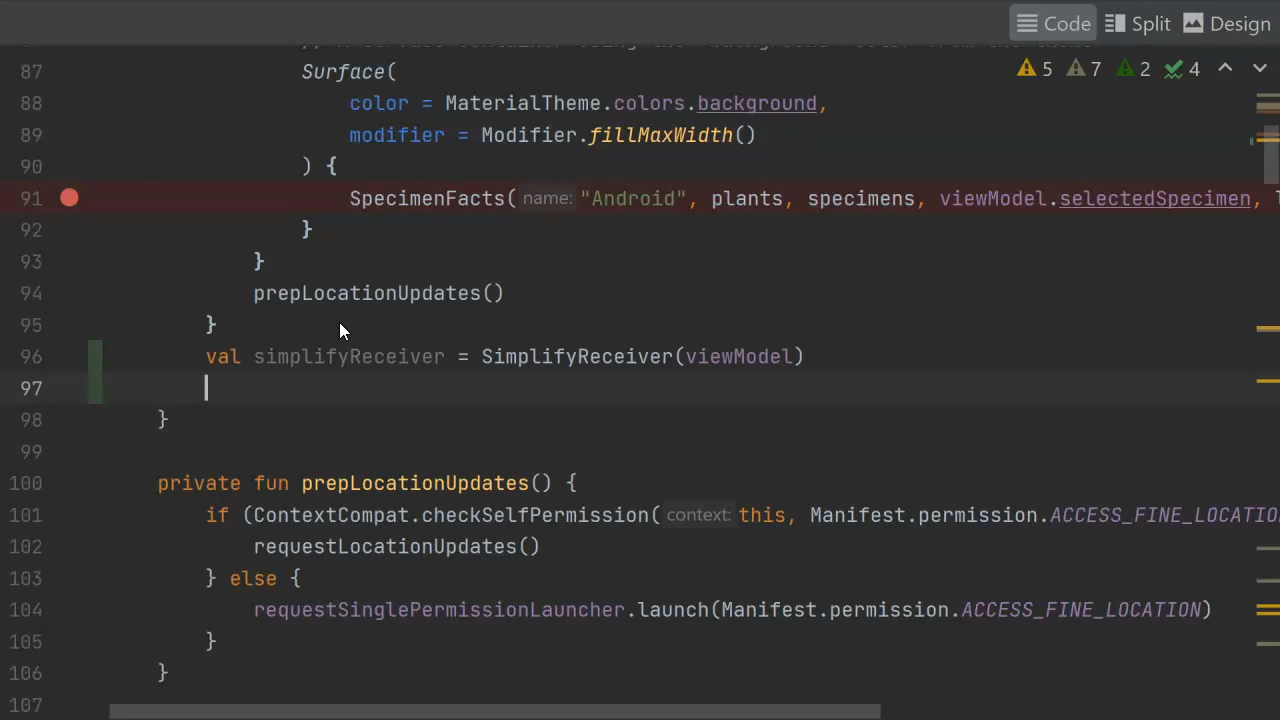 Code Split Design
87 Surface(
5 7 2 4
88 color = MaterialTheme.colors.background,
89 modifier = Modifier.fillMaxWidth()
90 ) {
91 SpecimenFacts( name: "Android", plants, specimens, viewModel.selectedSpecimen,
92 }
93 }
94 prepLocationUpdates()
95 }
96 val simplifyReceiver = SimplifyReceiver(viewModel)
97
98 }
99
100 private fun prepLocationUpdates() {
101 if (ContextCompat.checkSelfPermission( context: this, Manifest.permission.ACCESS_FINE_LOCATIO
102 requestLocationUpdates()
103 } else {
104 requestSinglePermissionLauncher.launch(Manifest.permission.ACCESS_FINE_LOCATION)
105 }
106 }
107